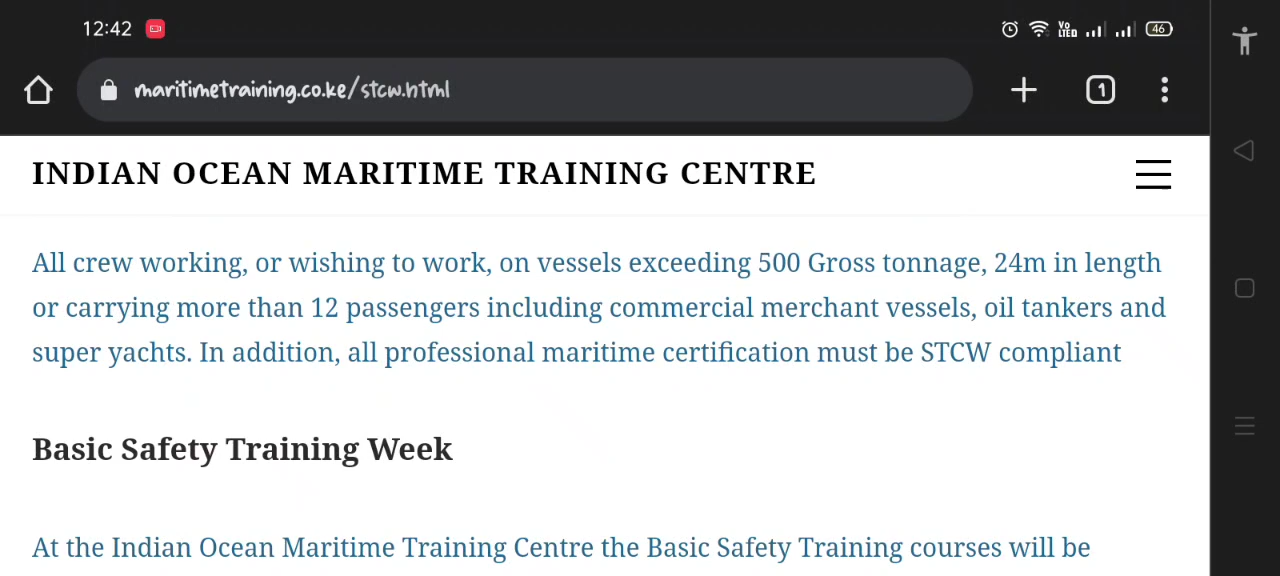 12:42
Vo LTED
46
maritimetraining.co.ke/stcw.html
1
INDIAN OCEAN MARITIME TRAINING CENTRE
All crew working, or wishing to work, on vessels exceeding 500 Gross tonnage, 24m in length
or carrying more than 12 passengers including commercial merchant vessels, oil tankers and
super yachts. In addition, all professional maritime certification must be STCW compliant
Basic Safety Training Week
At the Indian Ocean Maritime Training Centre the Basic Safety Training courses will be